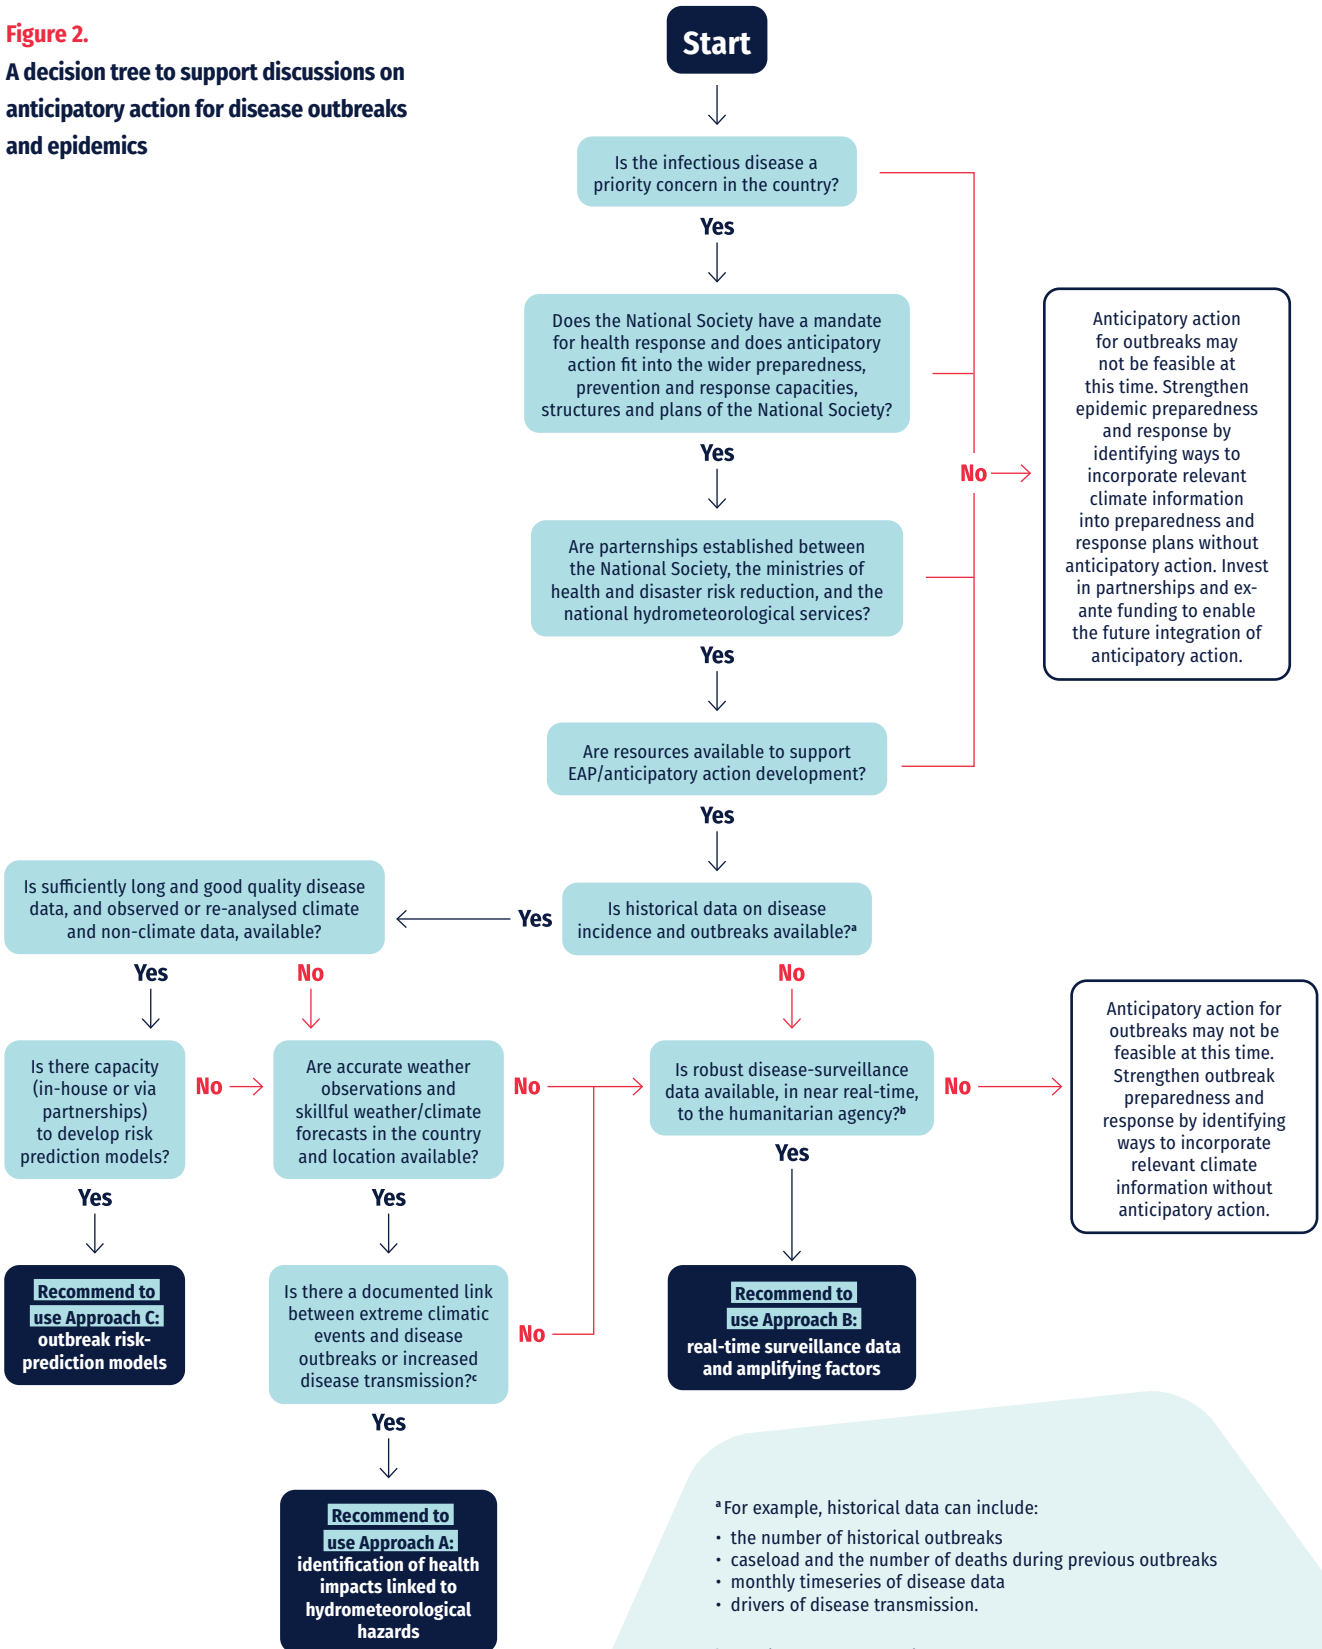 Figure 2.
A decision tree to support discussions on
anticipatory action for disease outbreaks
and epidemics
Start
Is the infectious disease a
priority concern in the country?
Yes
Does the National Society have a mandate
for health response and does anticipatory
action fit into the wider preparedness,
prevention and response capacities,
structures and plans of the National Society?
Yes
Are parternships established between
the National Society, the ministries of
health and disaster risk reduction, and the
national hydrometeorological services?
Yes
Are resources available to support
EAP/anticipatory action development?
Yes
No
Anticipatory action
for outbreaks may
not be feasible at
this time. Strengthen
epidemic preparedness
and response by
identifying ways to
incorporate relevant
climate information
into preparedness and
response plans without
anticipatory action. Invest
in partnerships and ex-
ante funding to enable
the future integration of
anticipatory action.
Is historical data on disease
incidence and outbreaks available?a
Yes
No
Is sufficiently long and good quality disease
data, and observed or re-analysed climate
and non-climate data, available?
Yes
No
Is there capacity
(in-house or via
partnerships)
to develop risk
prediction models?
No
Yes
Are accurate weather
observations and
skillful weather/climate
forecasts in the country
and location available?
No
Yes
Is robust disease-surveillance
data available, in near real-time,
to the humanitarian agency?b
No
Yes
Anticipatory action for
outbreaks may not be
feasible at this time.
Strengthen outbreak
preparedness and
response by identifying
ways to incorporate
relevant climate
information without
anticipatory action.
Recommend to
use Approach C:
outbreak risk-
prediction models
Is there a documented link
between extreme climatic
events and disease
outbreaks or increased
disease transmission?c
No
Yes
Recommend to
use Approach B:
real-time surveillance data
and amplifying factors
Recommend to
use Approach A:
identification of health
impacts linked to
hydrometeorological
hazards
a For example, historical data can include:
• the number of historical outbreaks
• caseload and the number of deaths during previous outbreaks
• monthly timeseries of disease data
• drivers of disease transmission.